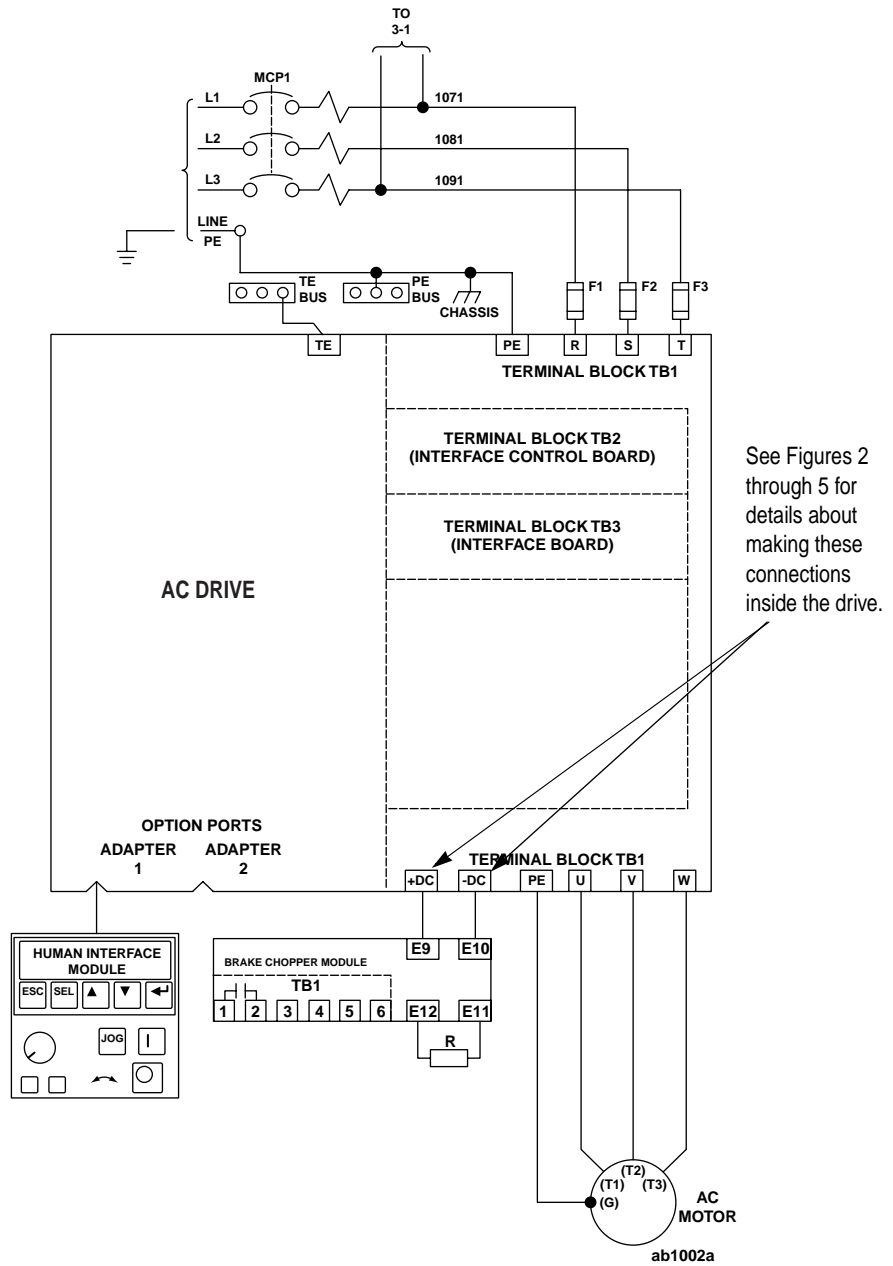 TO
3-1
MCP1
L1
1071
L2
1081
L3
1091
LINE
PE
TE
BUS
PE
BUS
CHASSIS
F1
F2
F3
TE
PE
R
S
T
TERMINAL BLOCK TB1
TERMINAL BLOCK TB2
(INTERFACE CONTROL BOARD)
TERMINAL BLOCK TB3
(INTERFACE BOARD)
AC DRIVE
See Figures 2
through 5 for
details about
making these
connections
inside the drive.
OPTION PORTS
ADAPTER
1
ADAPTER
2
TERMINAL BLOCK TB1
+DC
-DC
PE
U
V
W
HUMAN INTERFACE
MODULE
ESC
SEL
JOG
E9
E10
BRAKE CHOPPER MODULE
TB1
1
2
3
4
5
6
E12
E11
R
(T1)
(T2)
(T3)
(G)
AC
MOTOR
ab1002a